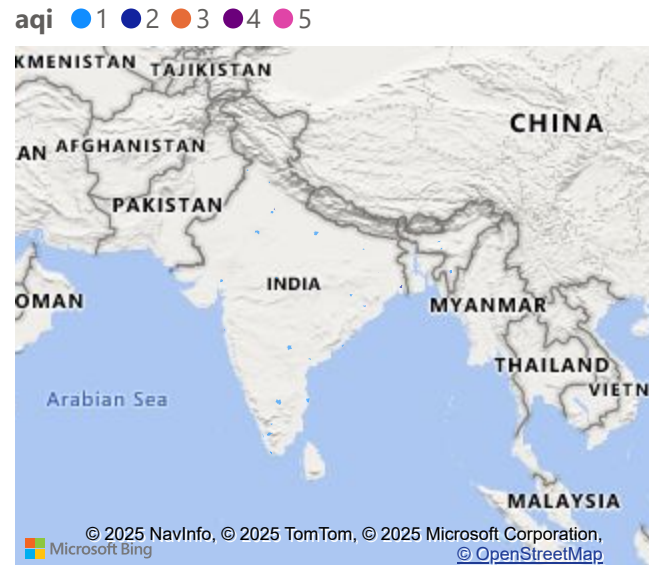 aqi 1 2 3 4 5
KMENISTAN
TAJIKISTAN
CHINA
AN
AFGHANISTAN
PAKISTAN
INDIA
OMAN
MYANMAR
THAILAND
VIETN
Arabian Sea
MALAYSIA
© 2025 NavInfo, © 2025 TomTom, © 2025 Microsoft Corporation,
Microsoft Bing
© OpenStreetMap